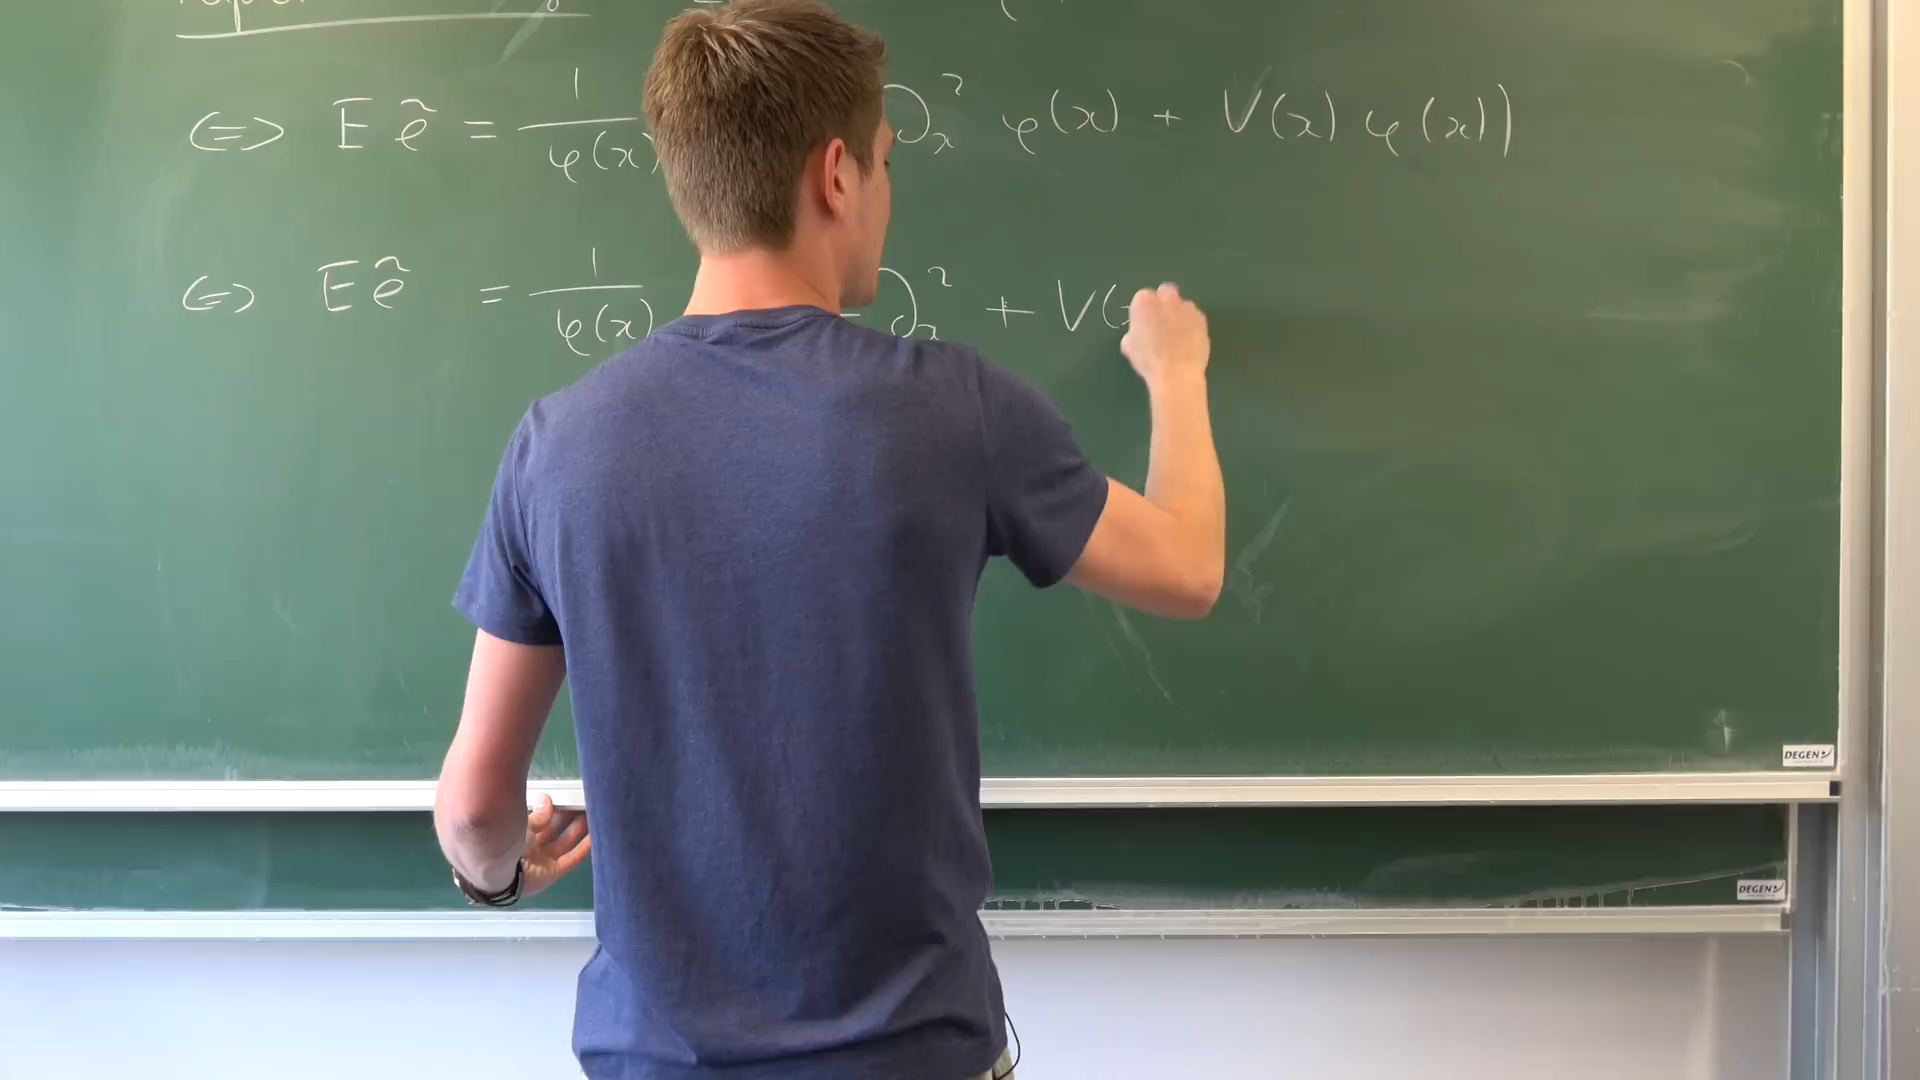 ⇔ E ẽ = 1/φ(x) ∂ₓ² φ(x) + V(x) φ(x))
⇔ E ẽ = 1/φ(x) - ∂ₓ² + V(
DEGEN
DEGEN